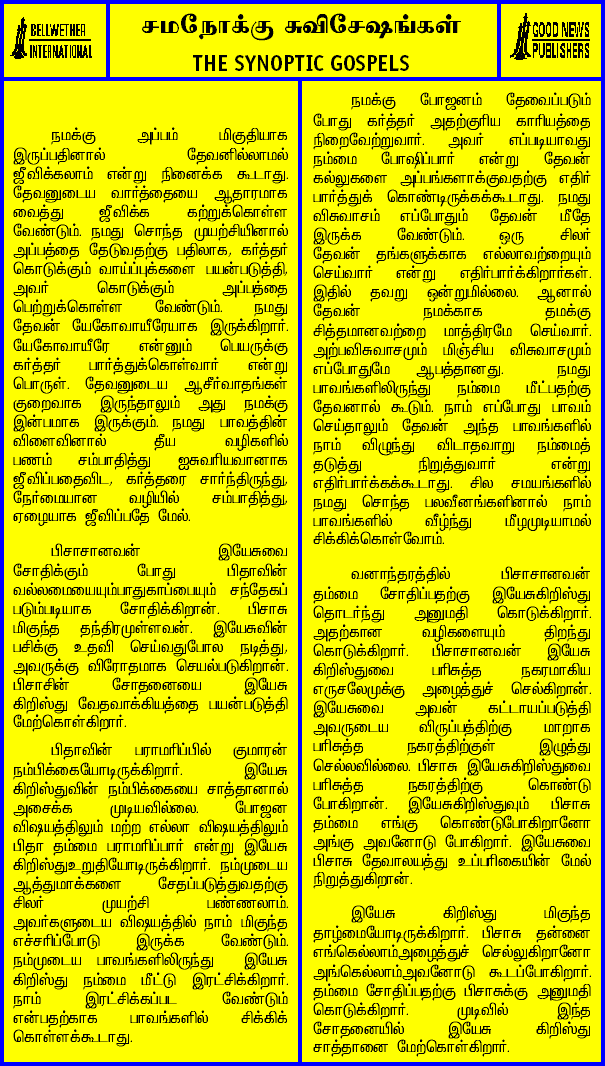 BELLWETHER
INTERNATIONAL
சமநோக்கு சுவிசேஷங்கள்
THE SYNOPTIC GOSPELS
GOOD NEWS
PUBLISHERS
நமக்கு அப்பம் மிகுதியாக
இருப்பதினால் தேவனில்லாமல்
ஜீவிக்கலாம் என்று நினைக்க கூடாது.
தேவனுடைய வார்த்தையை ஆதாரமாக
வைத்து ஜீவிக்க கற்றுக்கொள்ள
வேண்டும். நமது சொந்த முயற்சியினால்
அப்பத்தை தேடுவதற்கு பதிலாக, கர்த்தர்
கொடுக்கும் வாய்ப்புக்களை பயன்படுத்தி,
அவர் கொடுக்கும் அப்பத்தை
பெற்றுக்கொள்ள வேண்டும். நமது
தேவன் யேகோவாயீரேயாக இருக்கிறார்.
யேகோவாயீரே என்னும் பெயருக்கு
கர்த்தர் பார்த்துக்கொள்வார் என்று
பொருள். தேவனுடைய ஆசீர்வாதங்கள்
குறைவாக இருந்தாலும் அது நமக்கு
இன்பமாக இருக்கும். நமது பாவத்தின்
விளைவினால் தீய வழிகளில்
பணம் சம்பாதித்து ஐசுவரியவானாக
ஜீவிப்பதைவிட, கர்த்தரை சார்ந்திருந்து,
நேர்மையான வழியில் சம்பாதித்து,
ஏழையாக ஜீவிப்பதே மேல்.
பிசாசானவன் இயேசுவை
சோதிக்கும் போது பிதாவின்
வல்லமையையும்பாதுகாப்பையும் சந்தேகப்
படும்படியாக சோதிக்கிறான். பிசாசு
மிகுந்த தந்திரமுள்ளவன். இயேசுவின்
பசிக்கு உதவி செய்வதுபோல நடித்து,
அவருக்கு விரோதமாக செயல்படுகிறான்.
பிசாசின் சோதனையை இயேசு
கிறிஸ்து வேதவாக்கியத்தை பயன்படுத்தி
மேற்கொள்கிறார்.
பிதாவின் பராமரிப்பில் குமாரன்
நம்பிக்கையோடிருக்கிறார். இயேசு
கிறிஸ்துவின் நம்பிக்கையை சாத்தானால்
அசைக்க முடியவில்லை. போஜன
விஷயத்திலும் மற்ற எல்லா விஷயத்திலும்
பிதா தம்மை பராமரிப்பார் என்று இயேசு
கிறிஸ்துஉறுதியோடிருக்கிறார். நம்முடைய
ஆத்துமாக்களை சேதப்படுத்துவதற்கு
சிலர் முயற்சி பண்ணலாம்.
அவர்களுடைய விஷயத்தில் நாம் மிகுந்த
எச்சரிப்போடு இருக்க வேண்டும்.
நம்முடைய பாவங்களிலிருந்து இயேசு
கிறிஸ்து நம்மை மீட்டு இரட்சிக்கிறார்.
நாம் இரட்சிக்கப்பட வேண்டும்
என்பதற்காக பாவங்களில் சிக்கிக்
கொள்ளக்கூடாது.
நமக்கு போஜனம் தேவைப்படும்
போது கர்த்தர் அதற்குரிய காரியத்தை
நிறைவேற்றுவார். அவர் எப்படியாவது
நம்மை போஷிப்பார் என்று தேவன்
கல்லுகளை அப்பங்களாக்குவதற்கு எதிர்
பார்த்துக் கொண்டிருக்கக்கூடாது. நமது
விசுவாசம் எப்போதும் தேவன் மீதே
இருக்க வேண்டும். ஒரு சிலர்
தேவன் தங்களுக்காக எல்லாவற்றையும்
செய்வார் என்று எதிர்பார்க்கிறார்கள்.
இதில் தவறு ஒன்றுமில்லை. ஆனால்
தேவன் நமக்காக தமக்கு
சித்தமானவற்றை மாத்திரமே செய்வார்.
அற்பவிசுவாசமும் மிஞ்சிய விசுவாசமும்
எப்போதுமே ஆபத்தானது. நமது
பாவங்களிலிருந்து நம்மை மீட்பதற்கு
தேவனால் கூடும். நாம் எப்போது பாவம்
செய்தாலும் தேவன் அந்த பாவங்களில்
நாம் விழுந்து விடாதவாறு நம்மைத்
தடுத்து நிறுத்துவார் என்று
எதிர்பார்க்கக்கூடாது. சில சமயங்களில்
நமது சொந்த பலவீனங்களினால் நாம்
பாவங்களில் வீழ்ந்து மீழமுடியாமல்
சிக்கிக்கொள்வோம்.
வனாந்தரத்தில் பிசாசானவன்
தம்மை சோதிப்பதற்கு இயேசுகிறிஸ்து
தொடர்ந்து அனுமதி கொடுக்கிறார்.
அதற்கான வழிகளையும் திறந்து
கொடுக்கிறார். பிசாசானவன் இயேசு
கிறிஸ்துவை பரிசுத்த நகரமாகிய
எருசலேமுக்கு அழைத்துச் செல்கிறான்.
இயேசுவை அவன் கட்டாயப்படுத்தி
அவருடைய விருப்பத்திற்கு மாறாக
பரிசுத்த நகரத்திற்குள் இழுத்து
செல்லவில்லை. பிசாசு இயேசுகிறிஸ்துவை
பரிசுத்த நகரத்திற்கு கொண்டு
போகிறான். இயேசுகிறிஸ்துவும் பிசாசு
தம்மை எங்கு கொண்டுபோகிறானோ
அங்கு அவனோடு போகிறார். இயேசுவை
பிசாசு தேவாலயத்து உப்பரிகையின் மேல்
நிறுத்துகிறான்.
இயேசு கிறிஸ்து மிகுந்த
தாழ்மையோடிருக்கிறார். பிசாசு தன்னை
எங்கெல்லாம்அழைத்துச் செல்லுகிறானோ
அங்கெல்லாம்அவனோடு கூடப்போகிறார்.
தம்மை சோதிப்பதற்கு பிசாசுக்கு அனுமதி
கொடுக்கிறார். முடிவில் இந்த
சோதனையில் இயேசு கிறிஸ்து
சாத்தானை மேற்கொள்கிறார்.